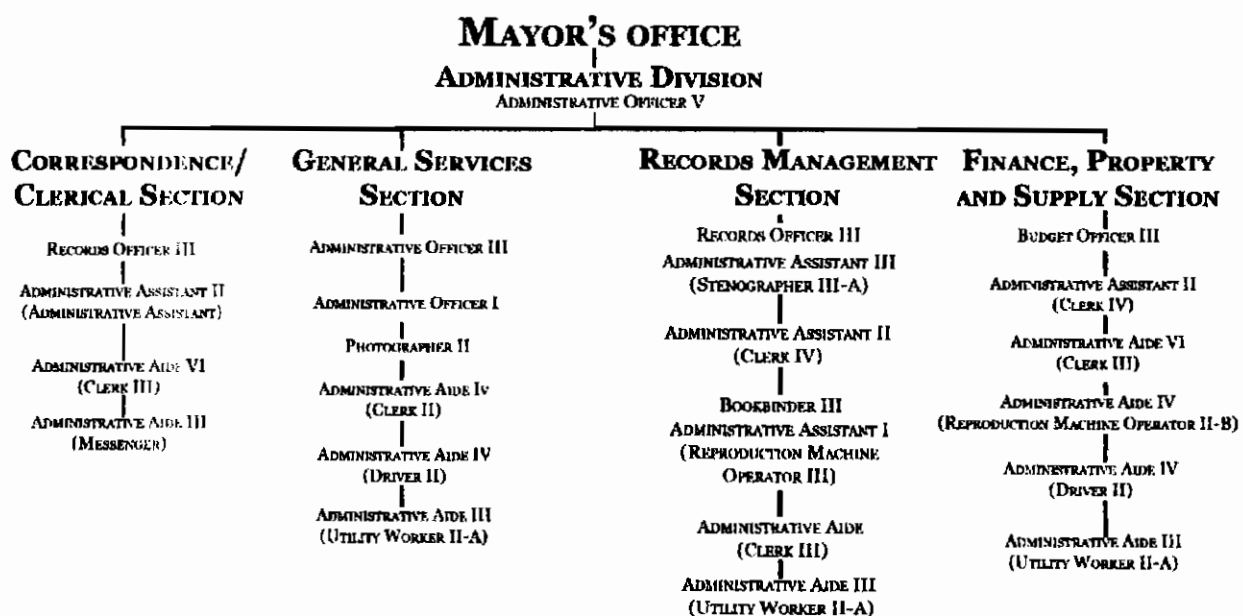 MAYOR'S OFFICE
ADMINISTRATIVE DIVISION
ADMINISTRATIVE OFFICER V
CORRESPONDENCE/
CLERICAL SECTION
RECORDS OFFICER III
ADMINISTRATIVE ASSISTANT II
(ADMINISTRATIVE ASSISTANT)
ADMINISTRATIVE AIDE VI
(CLERK III)
ADMINISTRATIVE AIDE III
(MESSENGER)
GENERAL SERVICES
SECTION
ADMINISTRATIVE OFFICER III
ADMINISTRATIVE OFFICER I
PHOTOGRAPHER II
ADMINISTRATIVE AIDE IV
(CLERK II)
ADMINISTRATIVE AIDE IV
(DRIVER II)
ADMINISTRATIVE AIDE III
(UTILITY WORKER II-A)
RECORDS MANAGEMENT
SECTION
RECORDS OFFICER III
ADMINISTRATIVE ASSISTANT III
(STENOGRAPHER III-A)
ADMINISTRATIVE ASSISTANT II
(CLERK IV)
BOOKBINDER III
ADMINISTRATIVE ASSISTANT I
(REPRODUCTION MACHINE
OPERATOR III)
ADMINISTRATIVE AIDE
(CLERK III)
ADMINISTRATIVE AIDE III
(UTILITY WORKER II-A)
FINANCE, PROPERTY
AND SUPPLY SECTION
BUDGET OFFICER III
ADMINISTRATIVE ASSISTANT II
(CLERK IV)
ADMINISTRATIVE AIDE VI
(CLERK III)
ADMINISTRATIVE AIDE IV
(REPRODUCTION MACHINE OPERATOR II-B)
ADMINISTRATIVE AIDE IV
(DRIVER II)
ADMINISTRATIVE AIDE III
(UTILITY WORKER II-A)